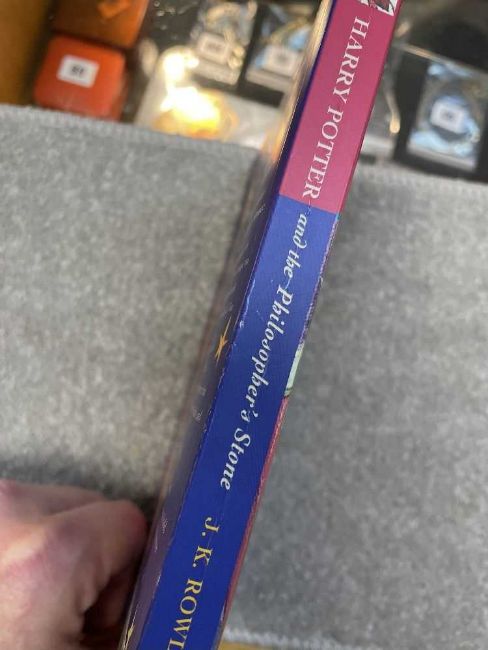 HARRY POTTER
and the Philosopher's Stone
J. K. ROWL